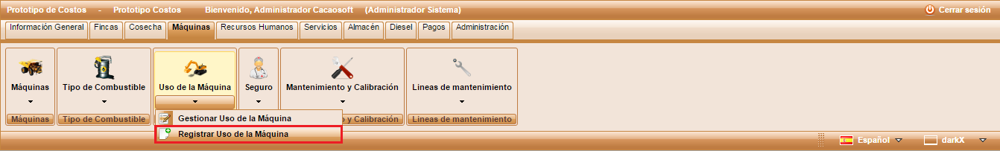 Prototipo de Costos - Prototipo Costos Bienvenido, Administrador Cacaosoft (Administrador Sistema) Cerrar sesión
Información General Fincas Cosecha Máquinas Recursos Humanos Servicios Almacén Diesel Pagos Administración
Máquinas Tipo de Combustible Uso de la Máquina Seguro Mantenimiento y Calibración Lineas de mantenimiento
Máquinas Tipo de Combustible y Calibración Lineas de mantenimiento
Gestionar Uso de la Máquina
Registrar Uso de la Máquina
Español darkX